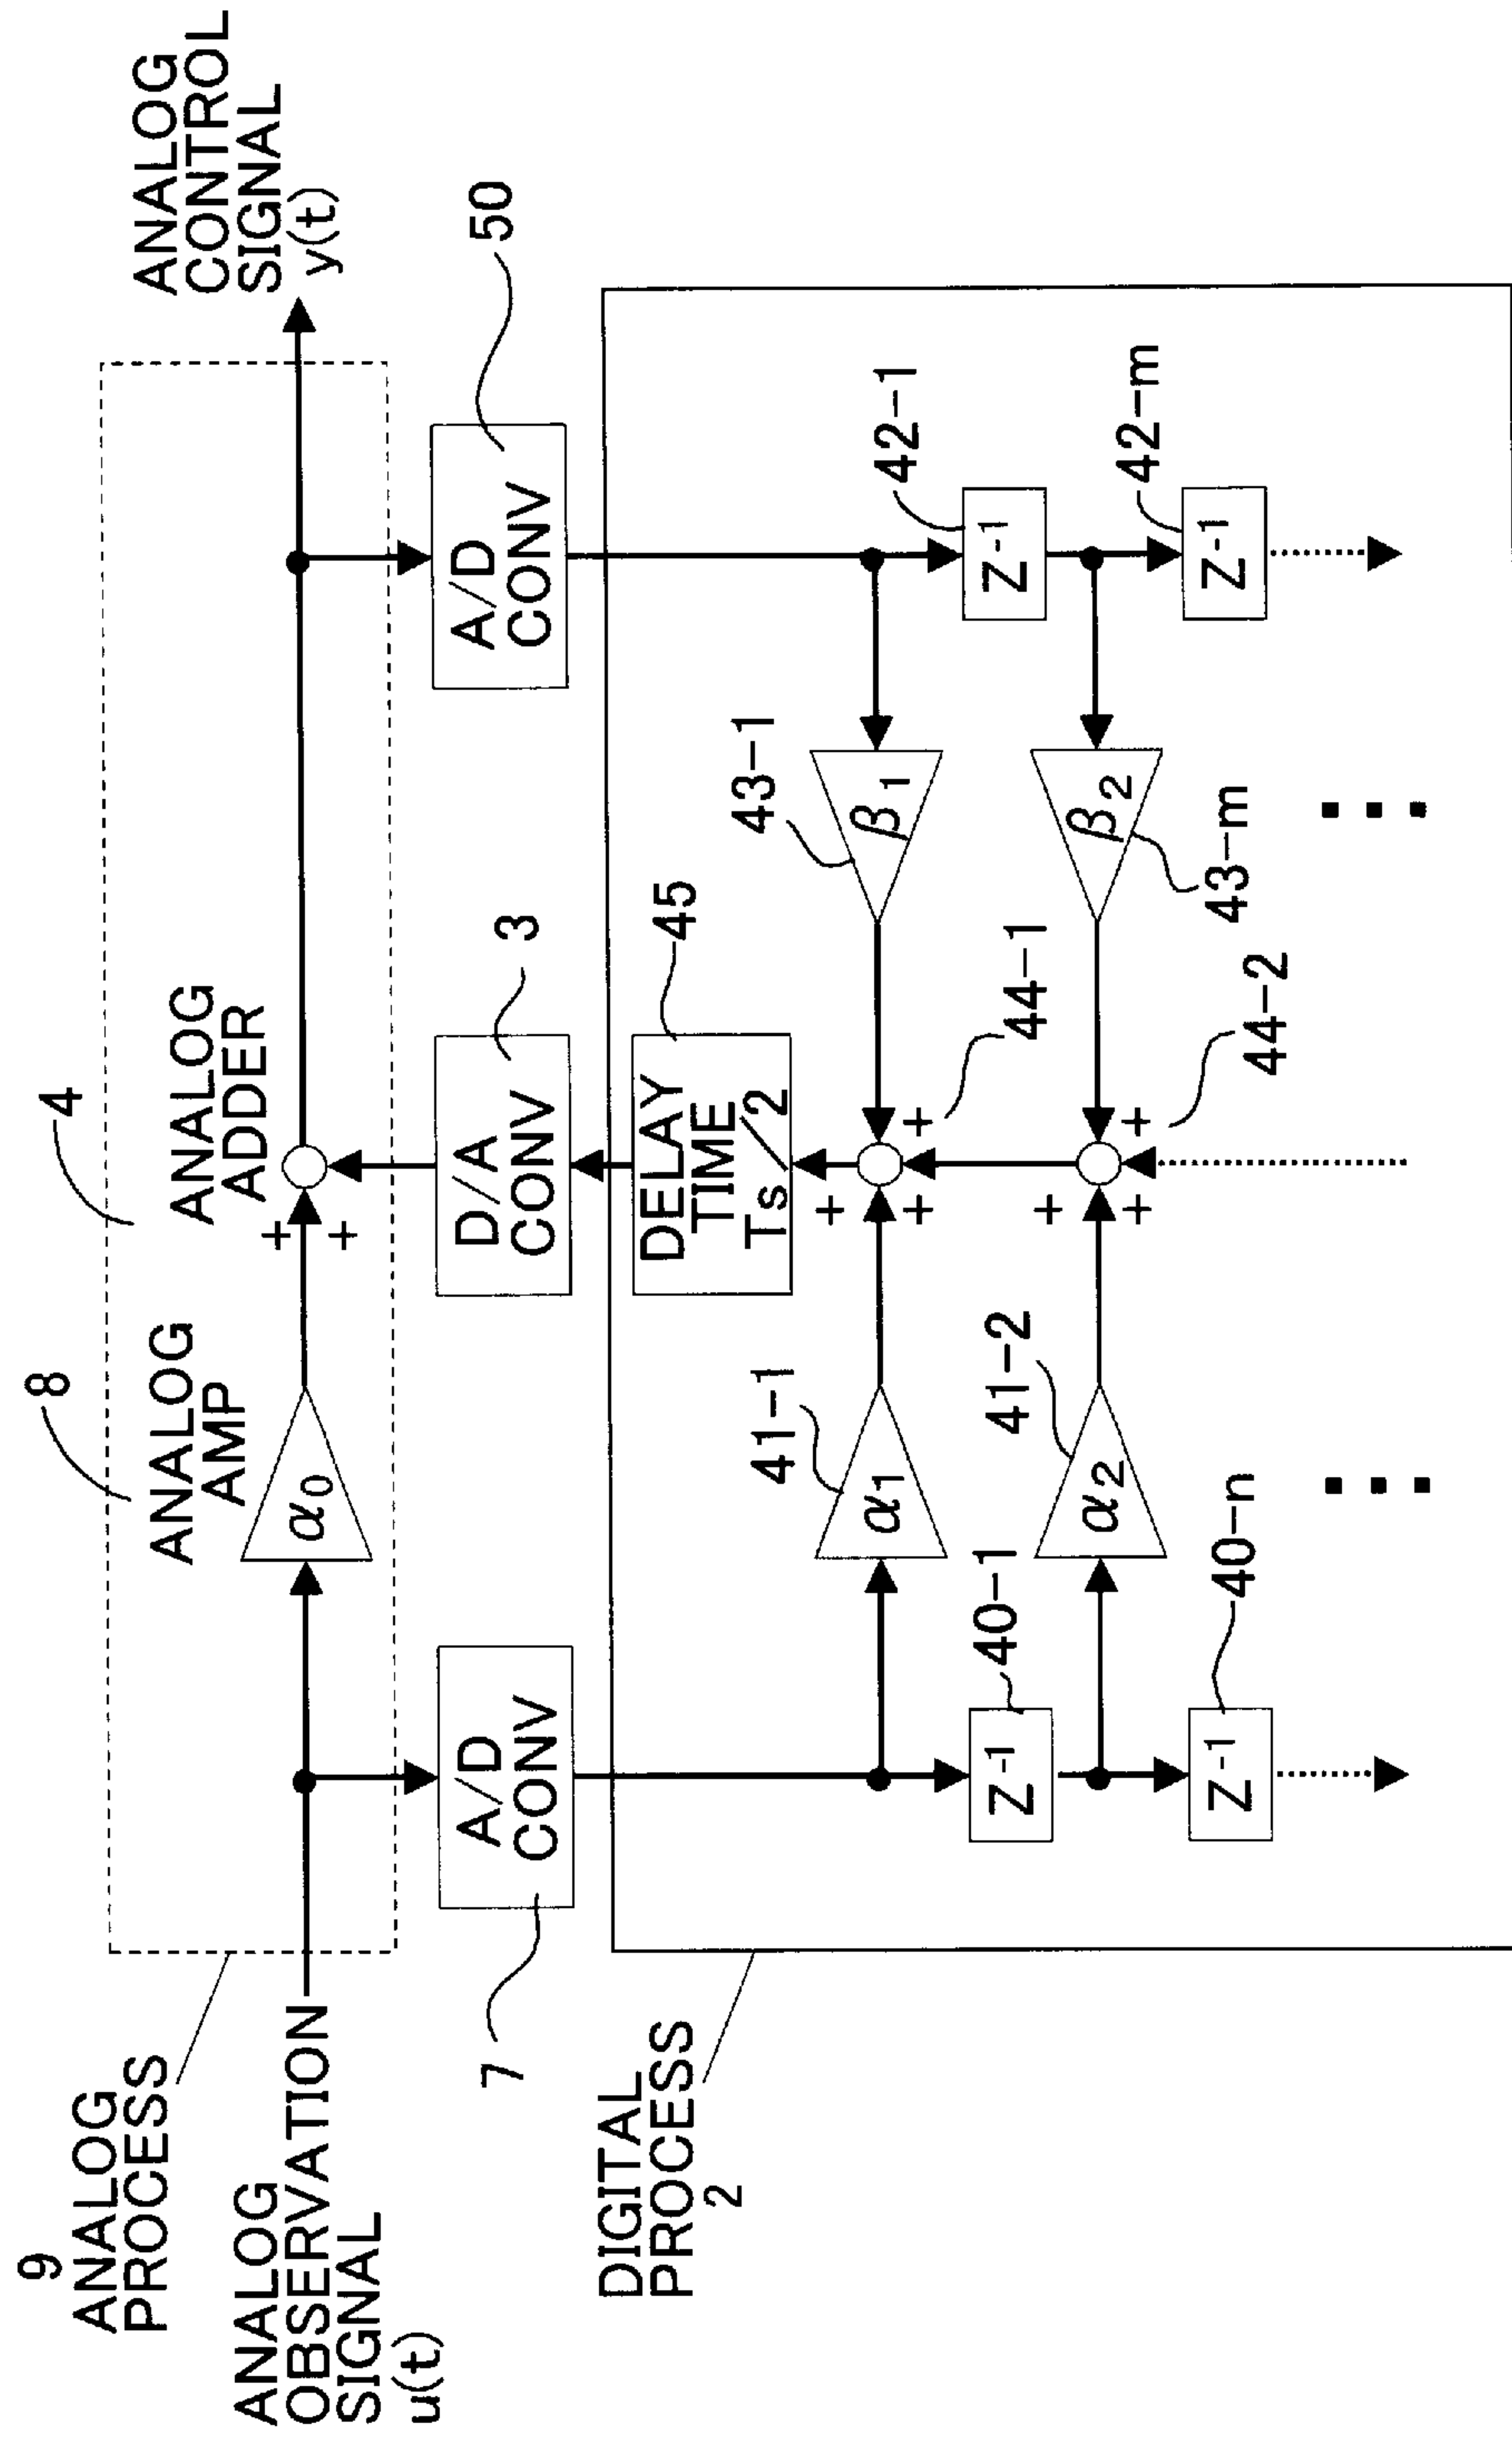 9
ANALOG
PROCESS
8
ANALOG
AMP
4
ANALOG
ADDER
ANALOG
CONTROL
SIGNAL
y(t)
ANALOG
OBSERVATION
SIGNAL
u(t)
α0
+
+
7
A/D
CONV
D/A
CONV
3
A/D
CONV
50
DIGITAL
PROCESS
2
DELAY
TIME
Ts/2
45
41-1
α1
+
+
+
44-1
43-1
β1
42-1
Z-1
40-1
Z-1
41-2
α2
+
+
+
44-2
β2
43-m
42-m
Z-1
40-n
Z-1